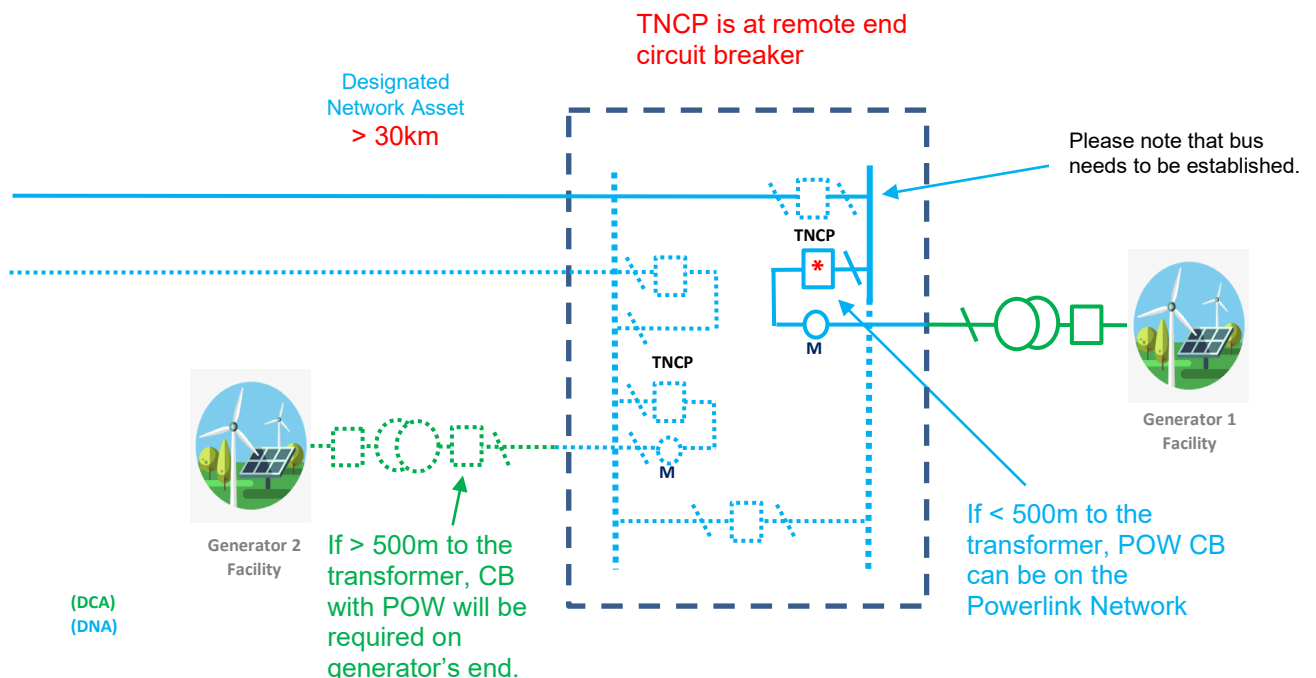 TNCP is at remote end
circuit breaker
Designated
Network Asset
> 30km
Please note that bus
needs to be established.
TNCP
*
M
TNCP
M
Generator 1
Facility
Generator 2
Facility
If > 500m to the
transformer, CB
with POW will be
required on
generator's end.
If < 500m to the
transformer, POW CB
can be on the
Powerlink Network
(DCA)
(DNA)